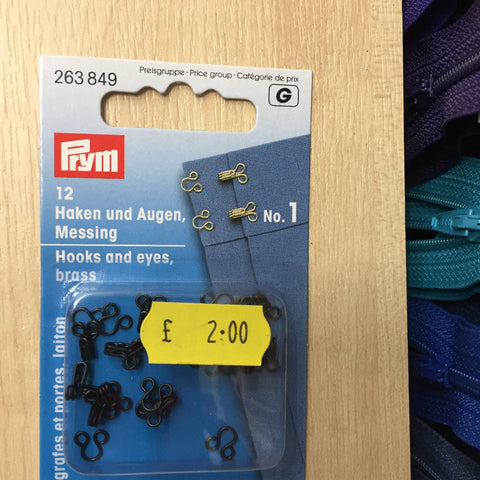 263 849
Preisgruppe · Price group · Catégorie de prix
G
Prym
12
Haken und Augen,
Messing
Hooks and eyes,
brass
No. 1
£ 2.00
grafes et portes, laiton